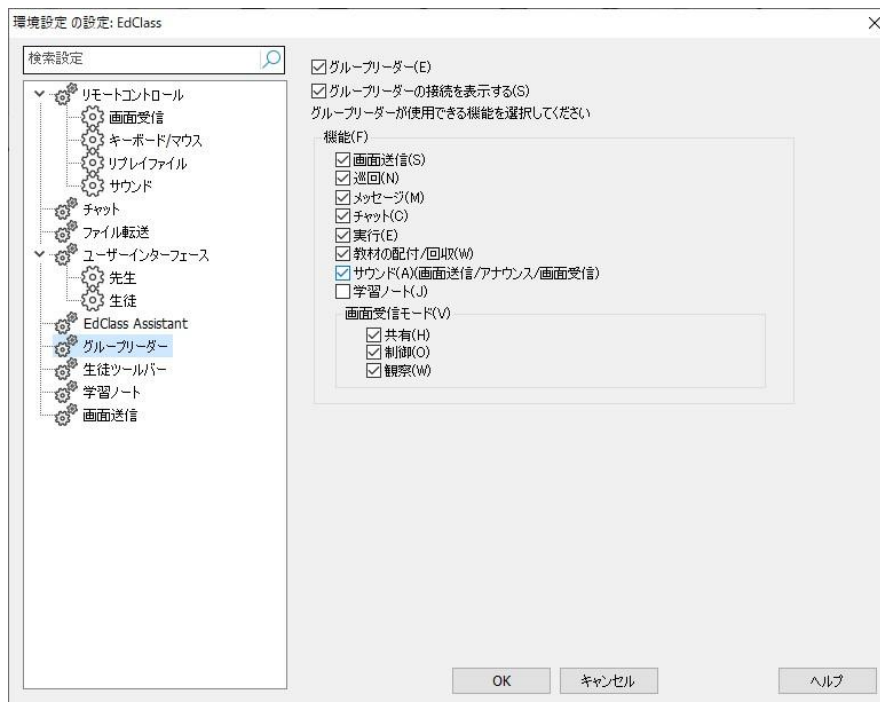 環境設定 の設定: EdClass
検索設定
リモートコントロール
画面受信
キーボード/マウス
リプレイファイル
サウンド
チャット
ファイル転送
ユーザーインターフェース
先生
生徒
EdClass Assistant
グループリーダー
生徒ツールバー
学習ノート
画面送信
グループリーダー(E)
グループリーダーの接続を表示する(S)
グループリーダーが使用できる機能を選択してください
機能(F)
画面送信(S)
巡回(N)
メッセージ(M)
チャット(C)
実行(E)
教材の配付/回収(W)
サウンド(A)(画面送信/アナウンス/画面受信)
学習ノート(J)
画面受信モード(V)
共有(H)
制御(O)
観察(W)
OK
キャンセル
ヘルプ